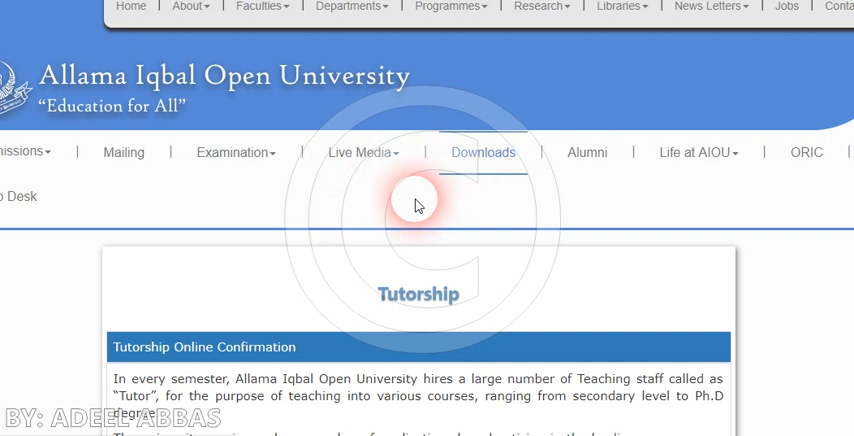 Home | About | Faculties | Departments | Programmes | Research | Libraries | News Letters | Jobs
Allama Iqbal Open University
“Education for All”
Mailing | Examination | Live Media | Downloads | Alumni | Life at AIOU | ORIC |
Desk
Tutorship
Tutorship Online Confirmation
In every semester, Allama Iqbal Open University hires a large number of Teaching staff called as
“Tutor”, for the purpose of teaching into various courses, ranging from secondary level to Ph.D
degree
BY: ADEEL ABBAS